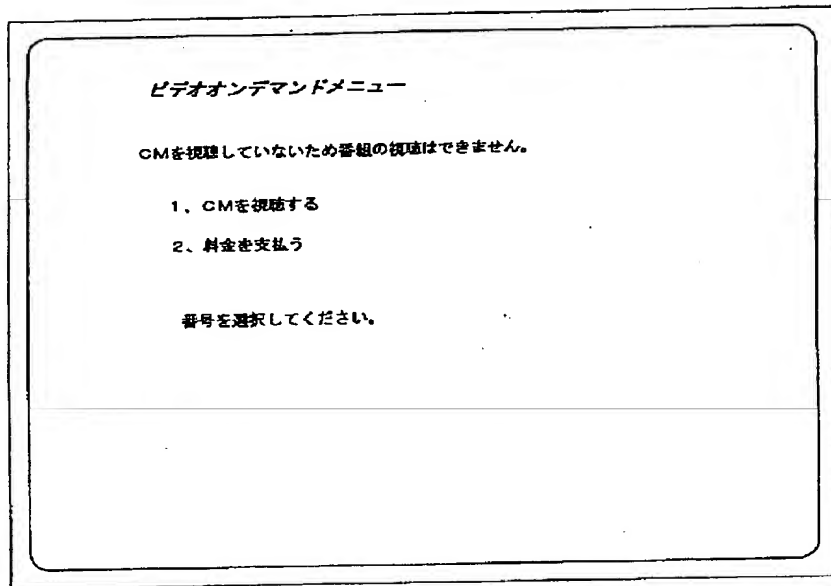 ビデオオンデマンドメニュー
CMを視聴していないため番組の視聴はできません。
1、CMを視聴する
2、料金を支払う
番号を選択してください。